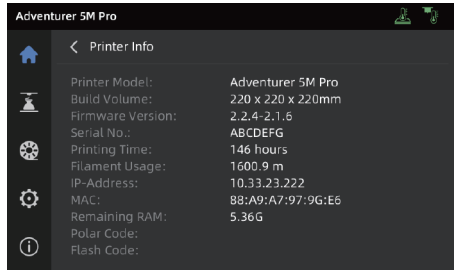 Adventurer 5M Pro
Printer Info
Printer Model: Adventurer 5M Pro
Build Volume: 220 x 220 x 220mm
Firmware Version: 2.2.4-2.1.6
Serial No.: ABCDEFG
Printing Time: 146 hours
Filament Usage: 1600.9 m
IP-Address: 10.33.23.222
MAC: 88:A9:A7:97:9G:E6
Remaining RAM: 5.36G
Polar Code:
Flash Code: